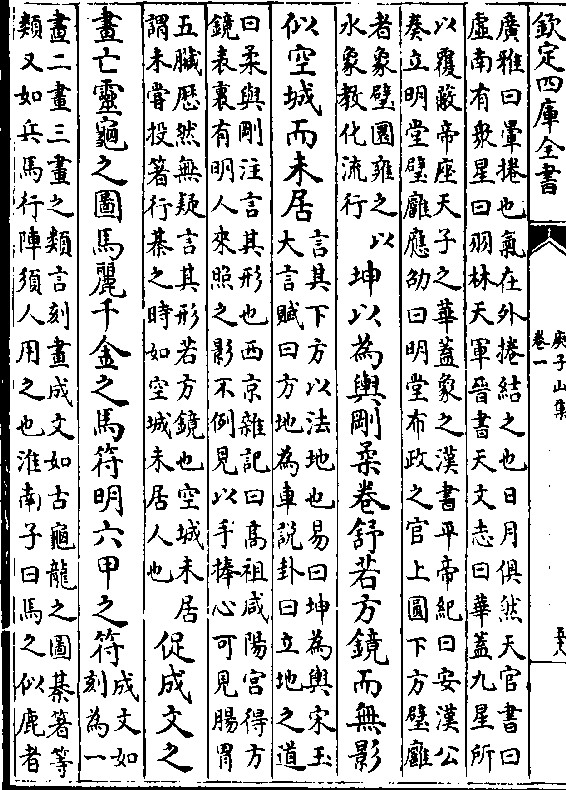 欽定四庫全書
庾子山集
卷一
廣雅曰暈捲也氣在外捲結之也日月俱然天官書曰
虛南有衆星曰羽林天軍晉書天文志曰華蓋九星所
以覆蔽帝座天子之華蓋象之漢書平帝紀曰安漢公
奏立明堂璧廱應劭曰明堂布政之官上圓下方璧廱
者象璧圜雍之
水象教化流行
以坤以為輿剛柔卷舒若方鏡而無影
似空城而未居
言其下方以法地也易曰坤為輿宋玉
大言賦曰方地為車說卦曰立地之道
曰柔與剛注言其形也西京雜記曰高祖咸陽宮得方
鏡表裏有明人來照之影不例見以手捧心可見腸胃
五臟歷然無疑言其形若方鏡也空城未居
謂未嘗投著行棊之時如空城未居人也
促成文之
畫亡靈龜之圖馬麗千金之馬符明六甲之符
成文如
刻為一
畫二畫三畫之類言刻畫成文如古龜龍之圖棊著等
類又如兵馬行陣須人用之也淮南子曰馬之似鹿者